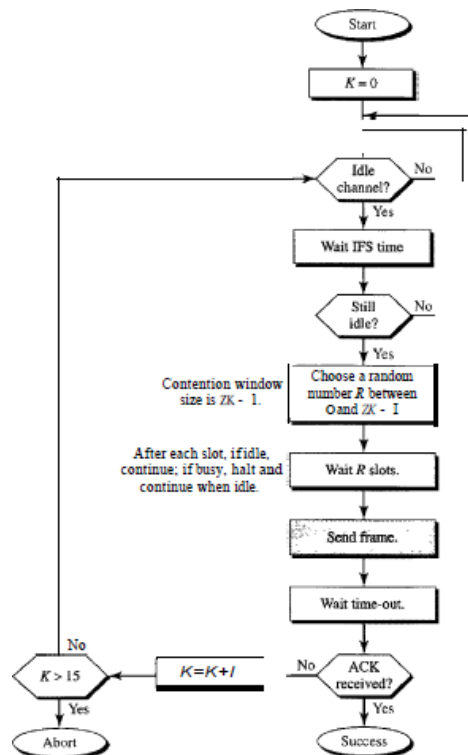 Start
K = 0
Idle
channel?
No
Yes
Wait IFS time
Still
idle?
No
Yes
Contention window
size is ZK - 1.
Choose a random
number R between
0 and ZK - I
After each slot, if idle,
continue; if busy, halt and
continue when idle.
Wait R slots.
Send frame.
Wait time-out.
No
K > 15
K=K+I
No
ACK
received?
Yes
Yes
Abort
Success